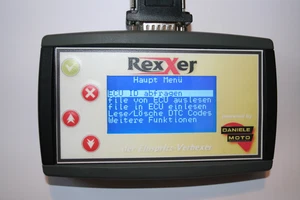 RexXer
Haupt Menü
ECU ID abfragen
file von ECU auslesen
file in ECU einlesen
Lese/Lösche DTC Codes
Weitere Funktionen
DANIELE
MOTO